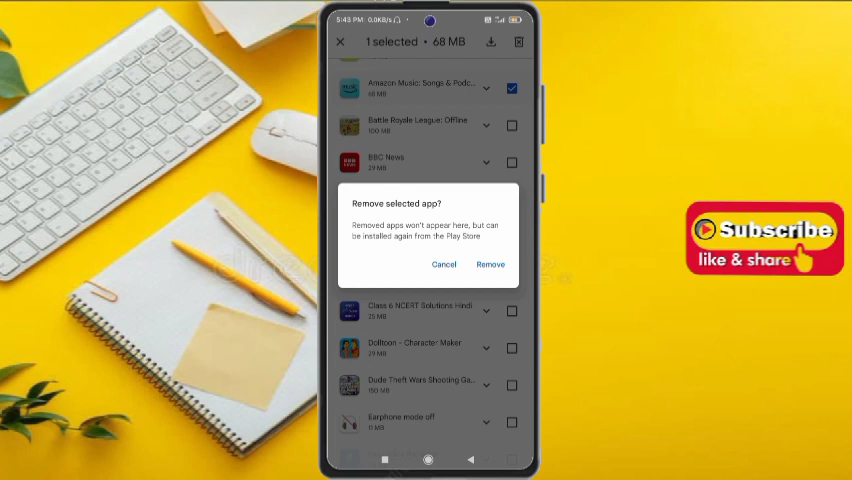 5:43 PM
0.0KB/s
1 selected • 68 MB
Amazon Music: Songs & Podc...
68 MB
Battle Royale League: Offline
100 MB
BBC News
29 MB
Remove selected app?
Removed apps won't appear here, but can
be installed again from the Play Store
Cancel
Remove
Class 6 NCERT Solutions Hindi
25 MB
Dolltoon - Character Maker
29 MB
Dude Theft Wars Shooting Ga...
150 MB
Earphone mode off
11 MB
Subscribe
like & share